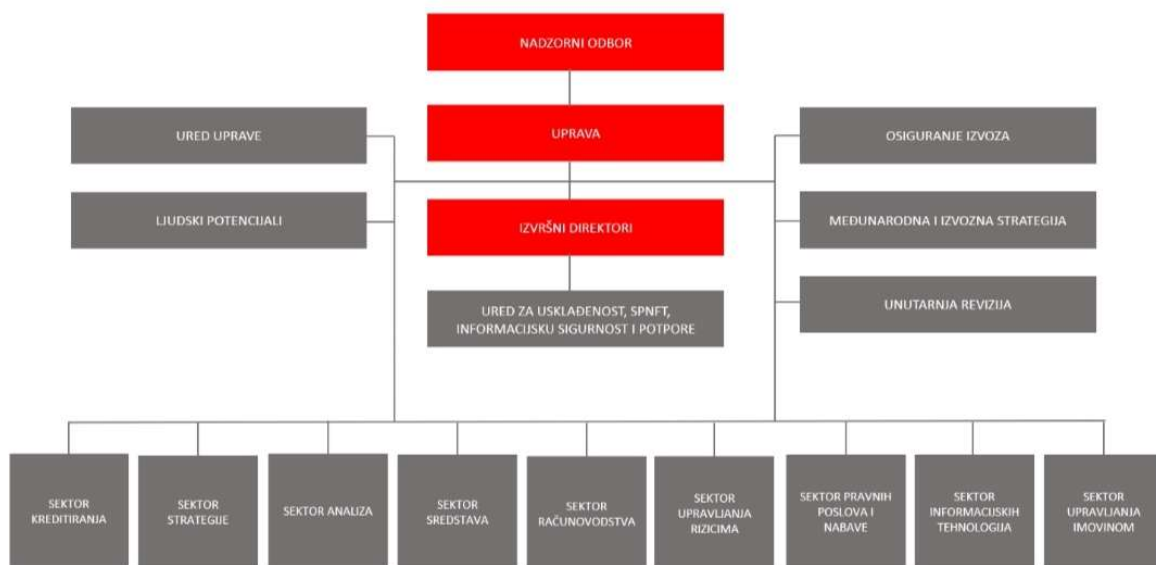 NADZORNI ODBOR
URED UPRAVE
UPRAVA
OSIGURANJE IZVOZA
LJUDSKI POTENCIJALI
IZVRŠNI DIREKTORI
MEĐUNARODNA I IZVOZNA STRATEGIJA
URED ZA USKLAĐENOST, SPNFT,
INFORMACIJSKU SIGURNOST I POTPORE
UNUTARNJA REVIZIJA
SEKTOR
KREDITIRANJA
SEKTOR
STRATEGIJE
SEKTOR ANALIZA
SEKTOR
SREDSTAVA
SEKTOR
RAČUNOVODSTVA
SEKTOR
UPRAVLJANJA
RIZICIMA
SEKTOR PRAVNIH
POSLOVA I
NABAVE
SEKTOR
INFORMACIJSKIH
TEHNOLOGIJA
SEKTOR
UPRAVLJANJA
IMOVINOM